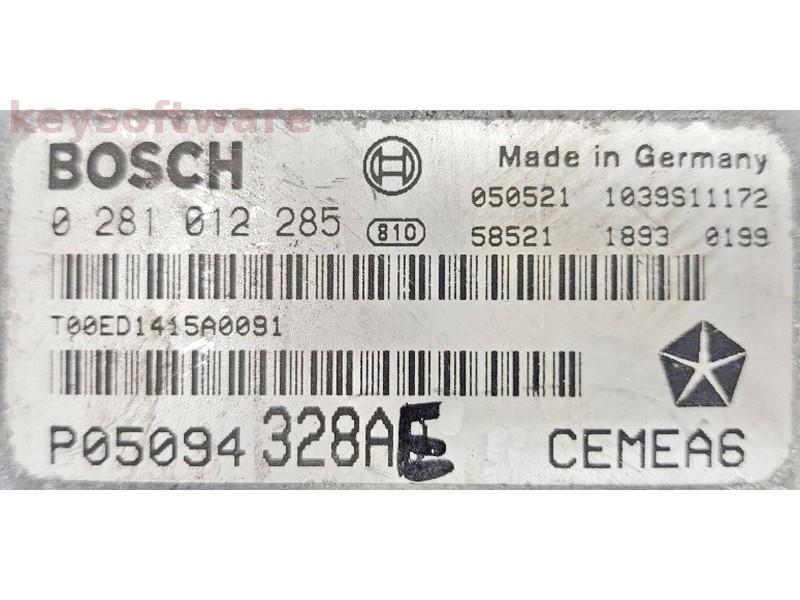 keysoftware
BOSCH
Made in Germany
0 281 012 285
810
050521 1039S11172
58521 1893 0199
T00ED1415A0091
P05094 328AE
CEMEA6